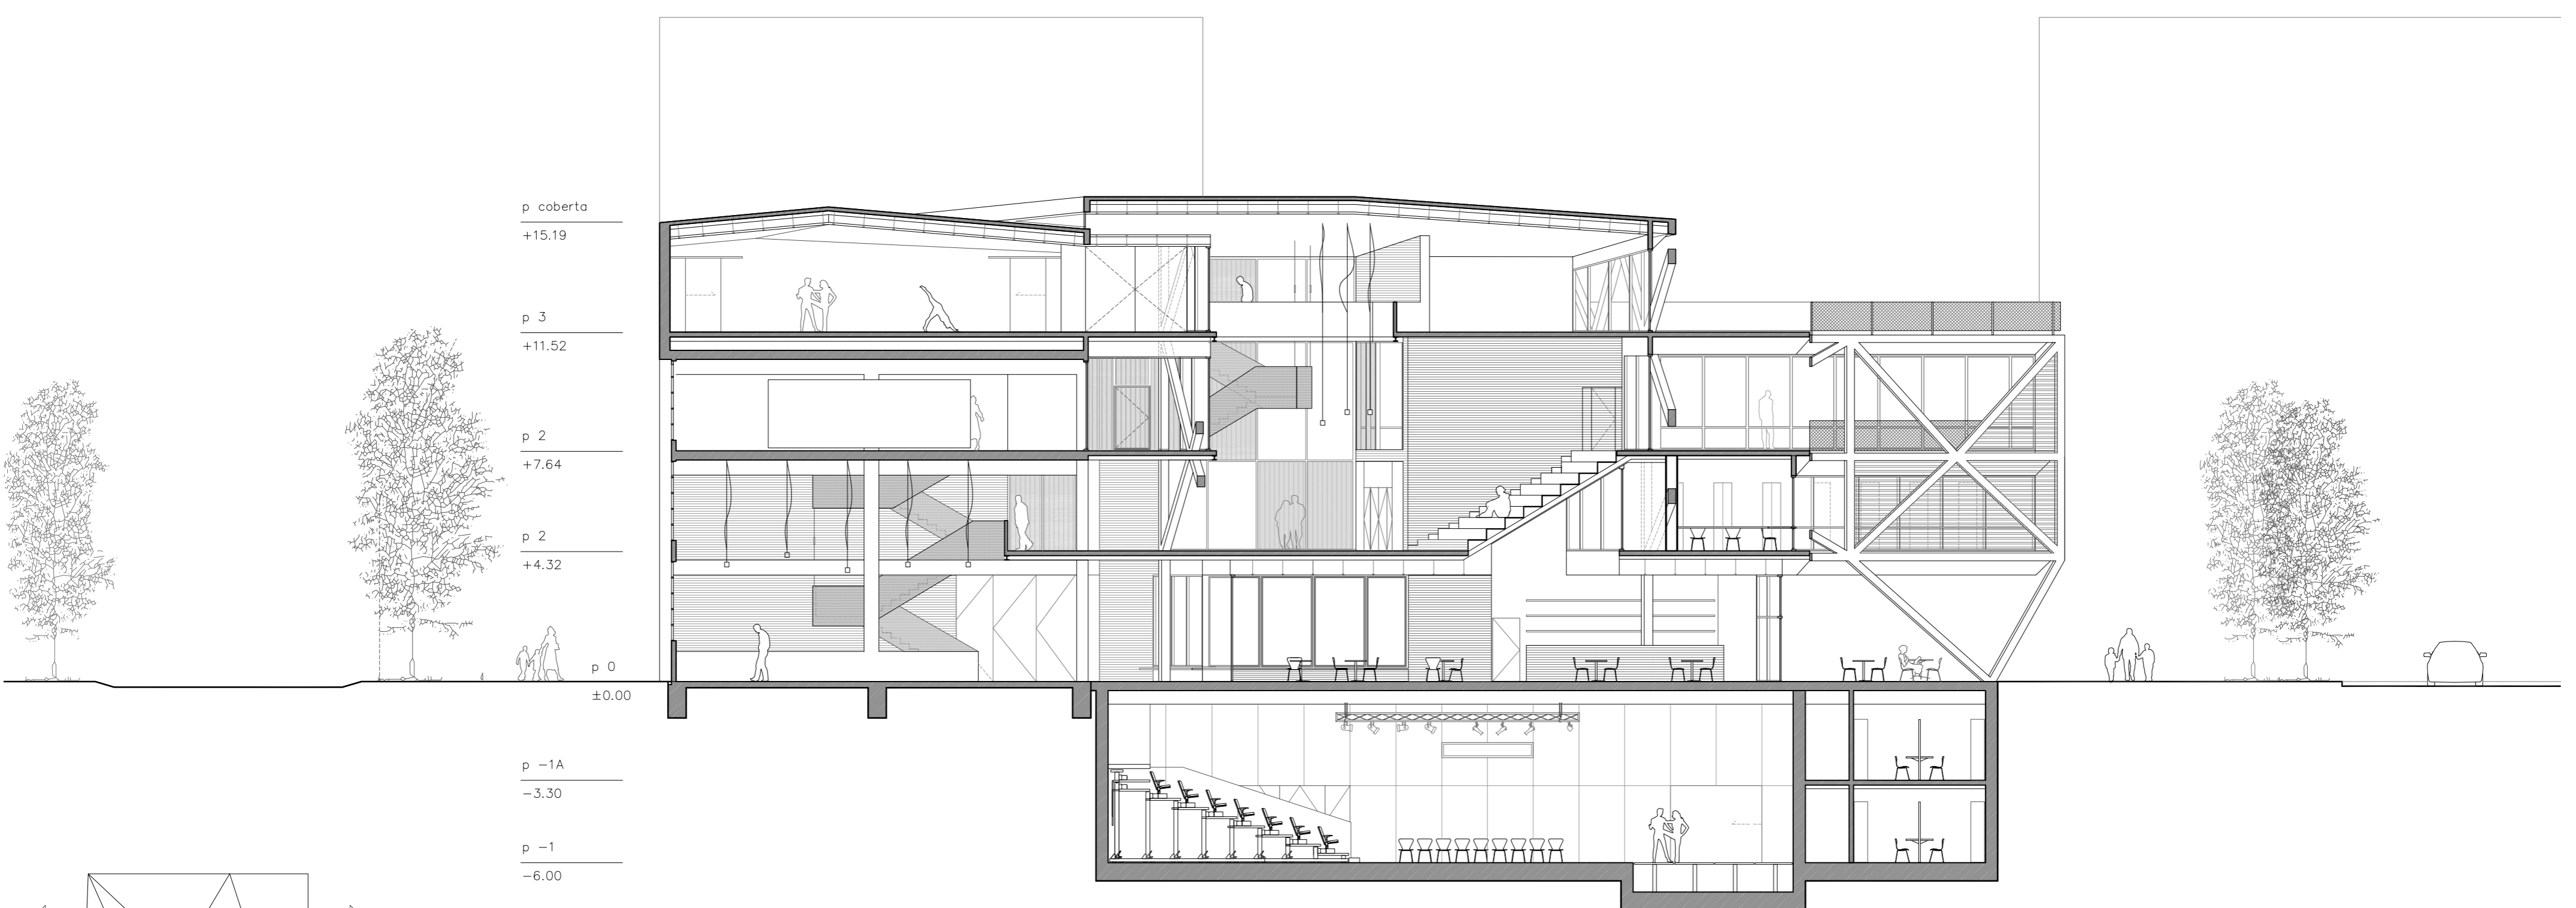 p coberta
+15.19
p 3
+11.52
p 2
+7.64
p 2
+4.32
p 0
±0.00
p -1A
-3.30
p -1
-6.00